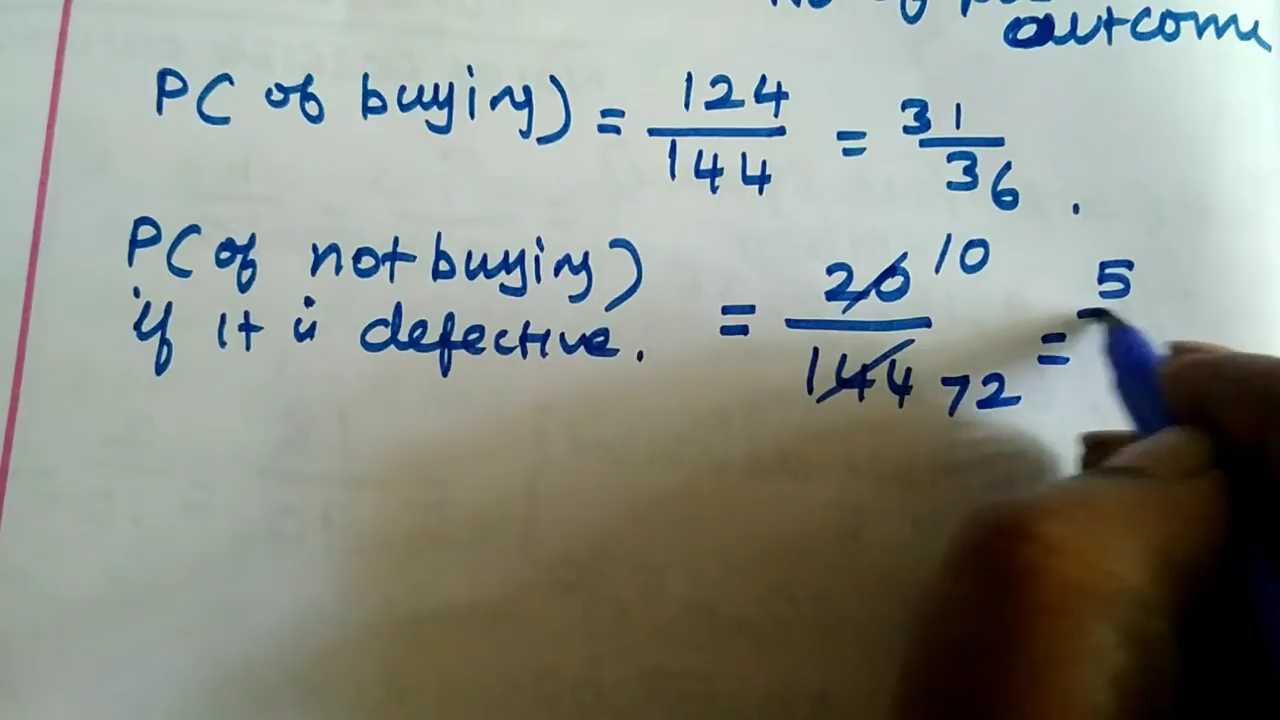 outcome
P( of buying) = 124/144 = 31/36.
P( of not buying) if it is defective. = 20/144 10/72 = 5